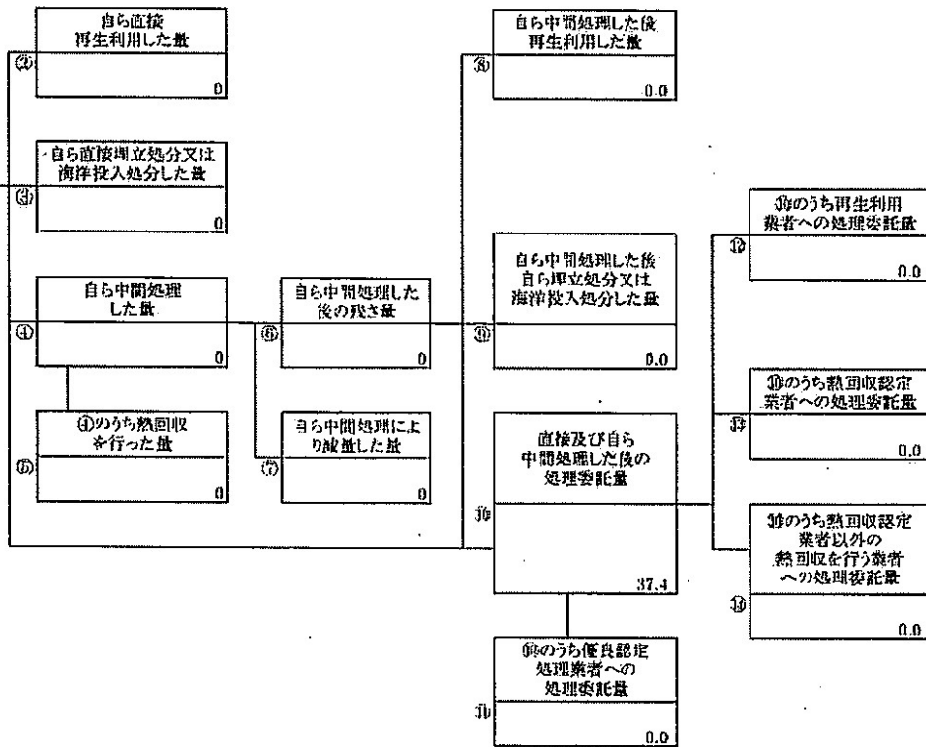 自ら直接
再生利用した量
②
0
自ら直接埋立処分又は
海洋投入処分した量
③
0
自ら中間処理
した量
④
0
④のうち熱回収
を行った量
⑤
0
自ら中間処理した
後の残さ量
⑥
0
自ら中間処理によ
り減量した量
⑦
0
自ら中間処理した後
再生利用した量
⑧
0.0
自ら中間処理した後
自ら埋立処分又は
海洋投入処分した量
⑨
0.0
直接及び自ら
中間処理した後の
処理委託量
⑩
37.4
⑩のうち優良認定
処理業者への
処理委託量
⑪
0.0
⑩のうち再生利用
業者への処理委託量
⑫
0.0
⑩のうち熱回収認定
業者への処理委託量
⑬
0.0
⑩のうち熱回収認定
業者以外の
熱回収を行う業者
への処理委託量
⑭
0.0